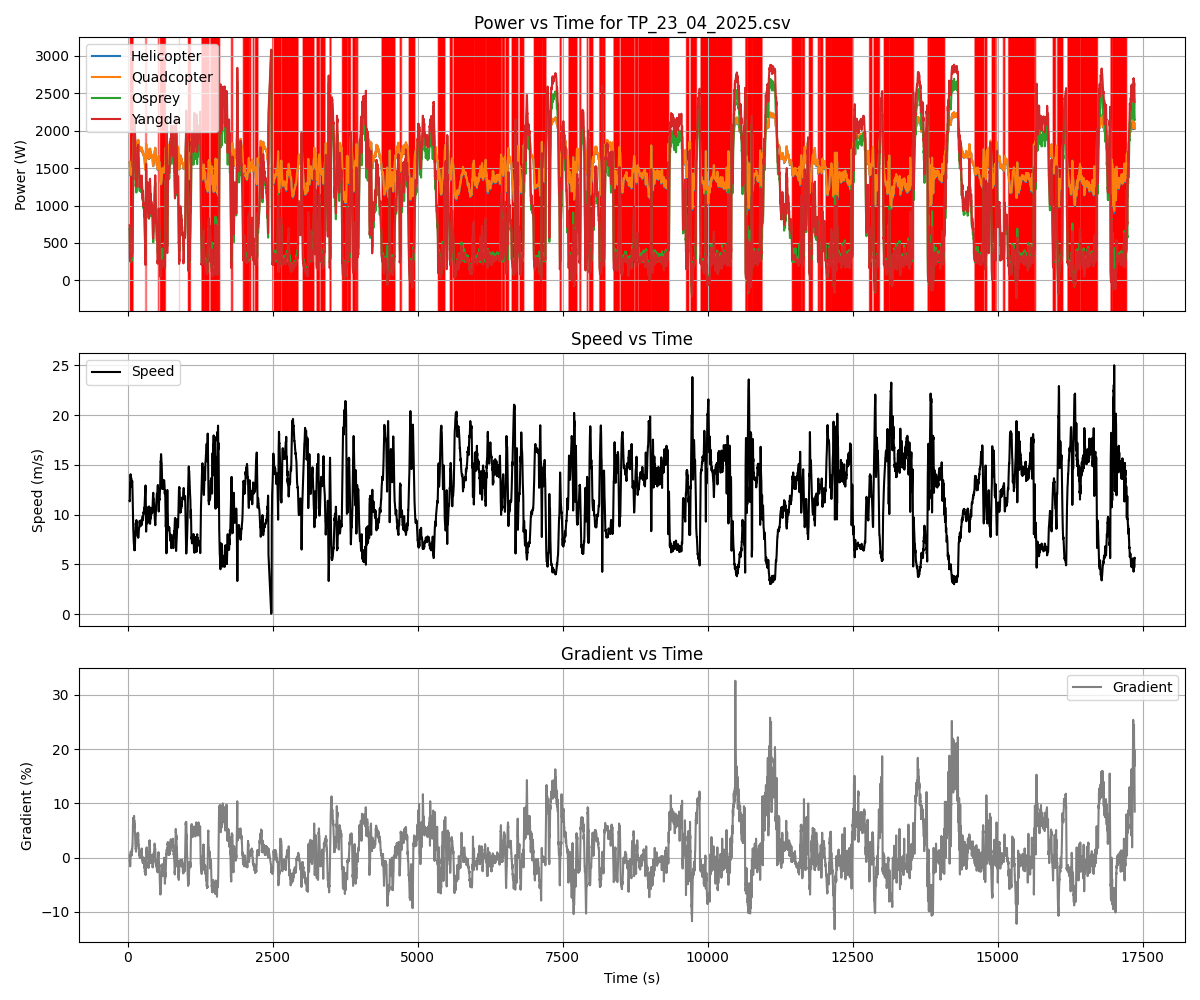 Power vs Time for TP_23_04_2025.csv
Helicopter
Quadcopter
Osprey
Yangda
3000
2500
2000
1500
1000
500
0
Power (W)
Speed vs Time
Speed
25
20
15
10
5
0
Speed (m/s)
Gradient vs Time
Gradient
30
20
10
0
−10
Gradient (%)
0 2500 5000 7500 10000 12500 15000 17500
Time (s)